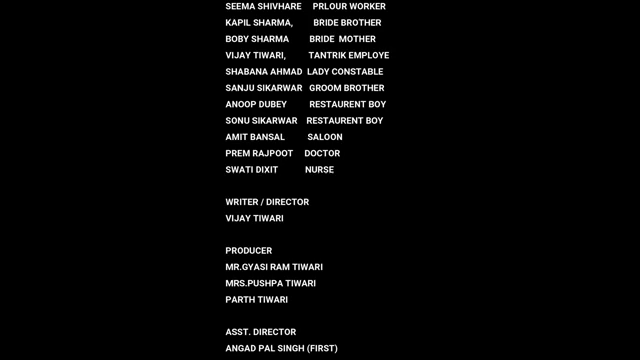 SEEMA SHIVHARE PRLOUR WORKER
KAPIL SHARMA, BRIDE BROTHER
BOBY SHARMA BRIDE MOTHER
VIJAY TIWARI, TANTRIK EMPLOYE
SHABANA AHMAD LADY CONSTABLE
SANJU SIKARWAR GROOM BROTHER
ANOOP DUBEY RESTAURENT BOY
SONU SIKARWAR RESTAURENT BOY
AMIT BANSAL SALOON
PREM RAJPOOT DOCTOR
SWATI DIXIT NURSE
WRITER / DIRECTOR
VIJAY TIWARI
PRODUCER
MR.GYASI RAM TIWARI
MRS.PUSHPA TIWARI
PARTH TIWARI
ASST. DIRECTOR
ANGAD PAL SINGH (FIRST)